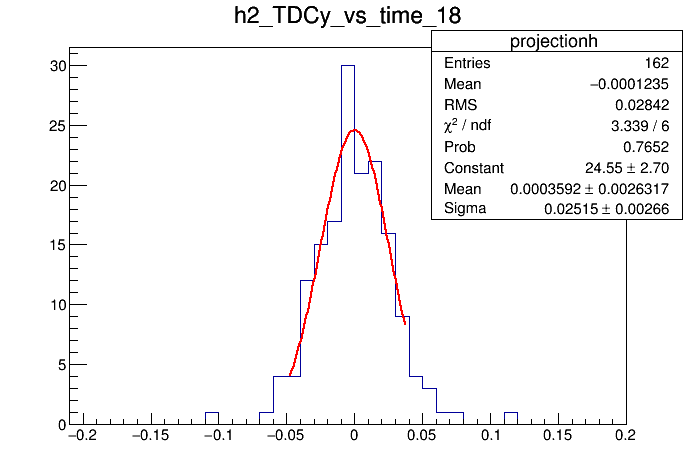 h2_TDCy_vs_time_18
projectionh
Entries 162
Mean −0.0001235
RMS 0.02842
χ² / ndf 3.339 / 6
Prob 0.7652
Constant 24.55 ± 2.70
Mean 0.0003592 ± 0.0026317
Sigma 0.02515 ± 0.00266
30
25
20
15
10
5
0
−0.2 −0.15 −0.1 −0.05 0 0.05 0.1 0.15 0.2